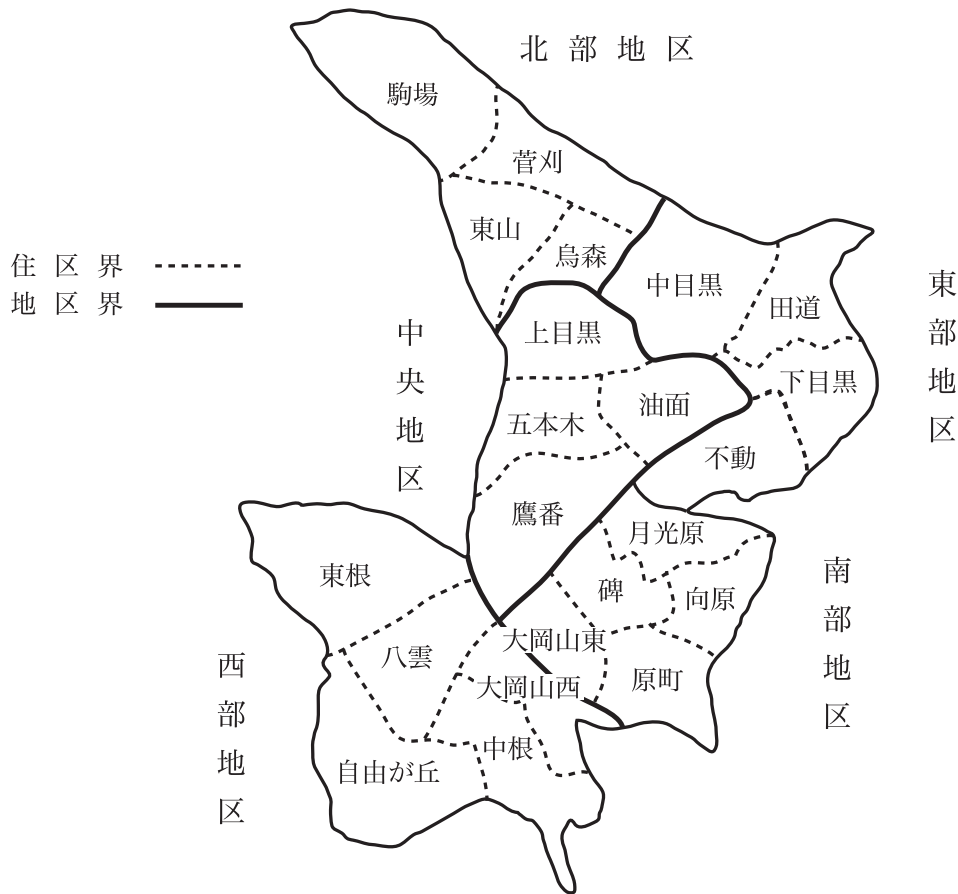 北部地区
駒場
菅刈
東山
烏森
住区界
地区界
中目黒
田道
東部地区
上目黒
下目黒
中央地区
油面
五本木
不動
鷹番
月光原
東根
碑
向原
南部地区
大岡山東
八雲
西部地区
大岡山西
原町
中根
自由が丘